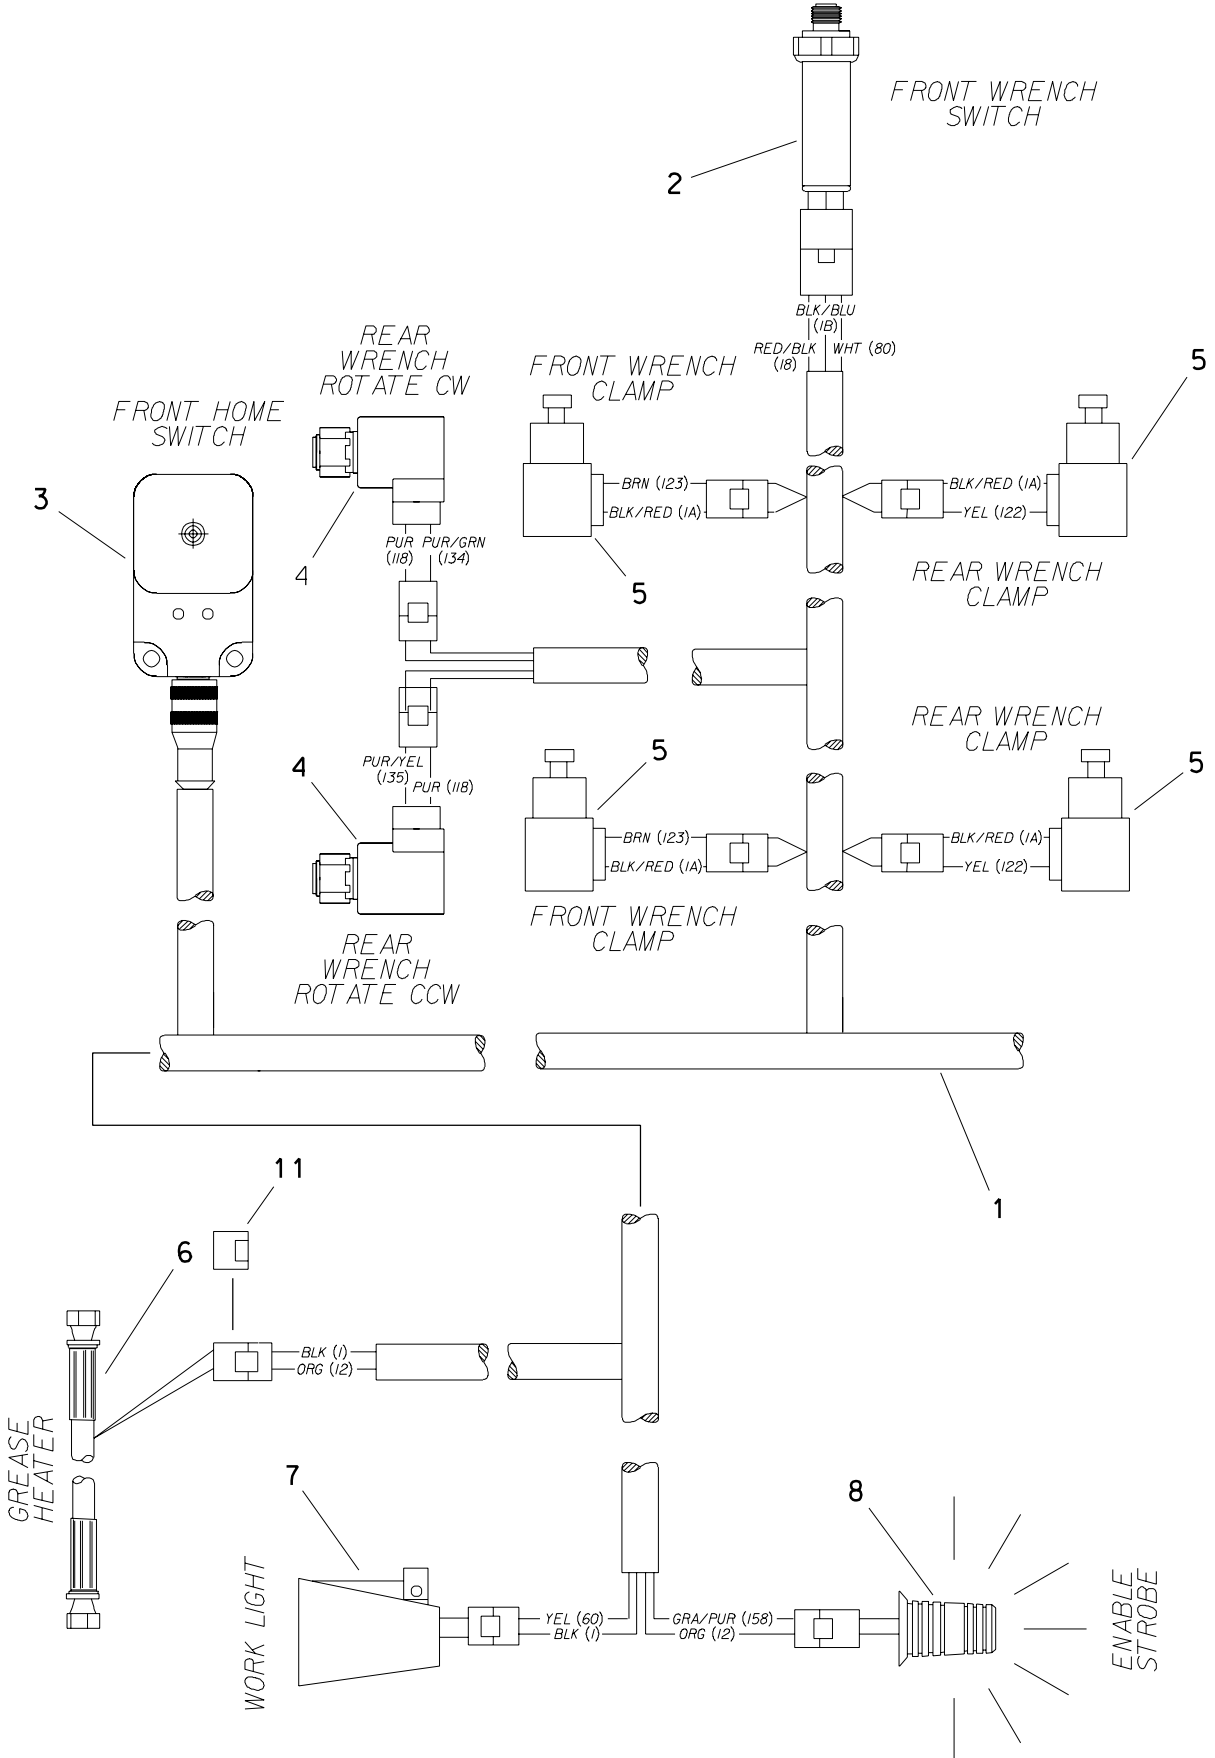 FRONT WRENCH
SWITCH
2
BLK/BLU
(1B)
RED/BLK
(18)
WHT (80)
REAR
WRENCH
ROTATE CW
FRONT WRENCH
CLAMP
5
FRONT HOME
SWITCH
3
BRN (123)
BLK/RED (1A)
BLK/RED (1A)
YEL (122)
PUR
(118)
PUR/GRN
(134)
4
5
REAR WRENCH
CLAMP
REAR WRENCH
CLAMP
PUR/YEL
(135)
PUR (118)
4
5
5
BRN (123)
BLK/RED (1A)
BLK/RED (1A)
YEL (122)
FRONT WRENCH
CLAMP
REAR
WRENCH
ROTATE CCW
1
11
6
BLK (1)
ORG (12)
GREASE
HEATER
7
8
WORK LIGHT
YEL (60)
BLK (1)
GRA/PUR (158)
ORG (12)
ENABLE
STROBE